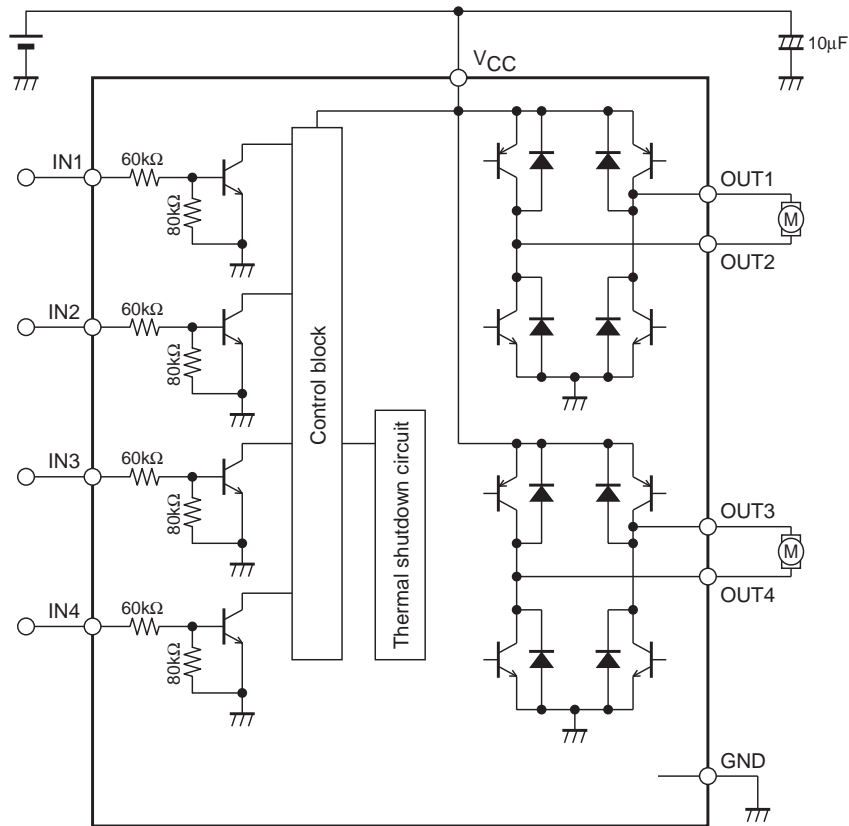 10μF
VCC
IN1
60kΩ
80kΩ
OUT1
M
OUT2
IN2
60kΩ
80kΩ
Control block
Thermal shutdown circuit
IN3
60kΩ
80kΩ
OUT3
M
OUT4
IN4
60kΩ
80kΩ
GND